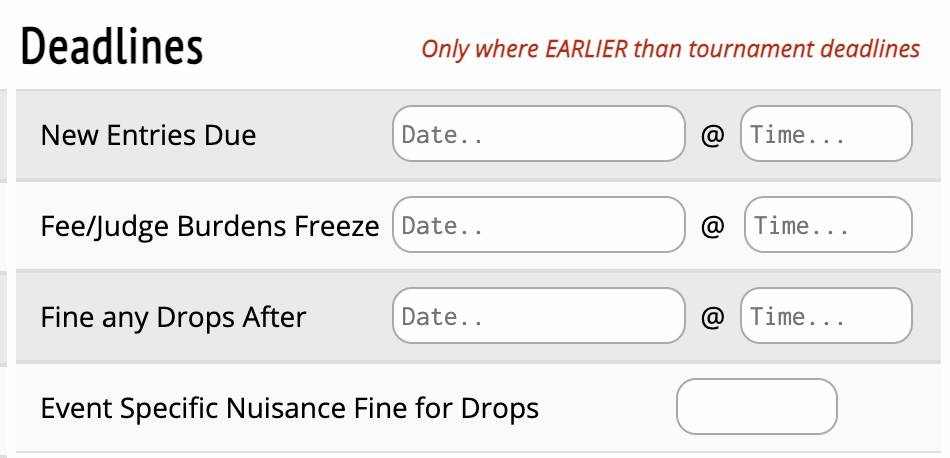 Deadlines Only where EARLIER than tournament deadlines
New Entries Due Date.. @ Time...
Fee/Judge Burdens Freeze Date.. @ Time...
Fine any Drops After Date.. @ Time...
Event Specific Nuisance Fine for Drops